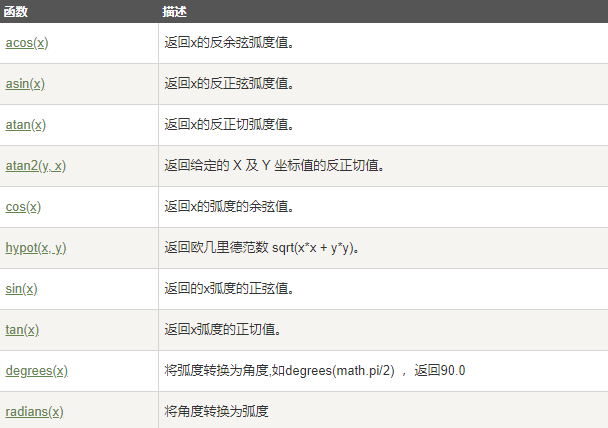 函数 描述
acos(x) 返回x的反余弦弧度值。
asin(x) 返回x的反正弦弧度值。
atan(x) 返回x的反正切弧度值。
atan2(y, x) 返回给定的 X 及 Y 坐标值的反正切值。
cos(x) 返回x的弧度的余弦值。
hypot(x, y) 返回欧几里德范数 sqrt(x*x + y*y)。
sin(x) 返回的x弧度的正弦值。
tan(x) 返回x弧度的正切值。
degrees(x) 将弧度转换为角度,如degrees(math.pi/2) ， 返回90.0
radians(x) 将角度转换为弧度